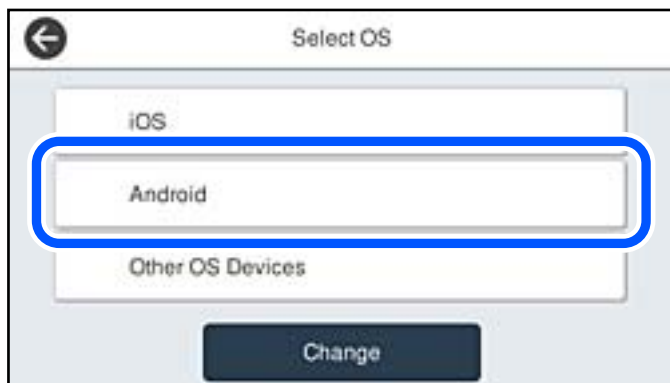 Select OS
iOS
Android
Other OS Devices
Change